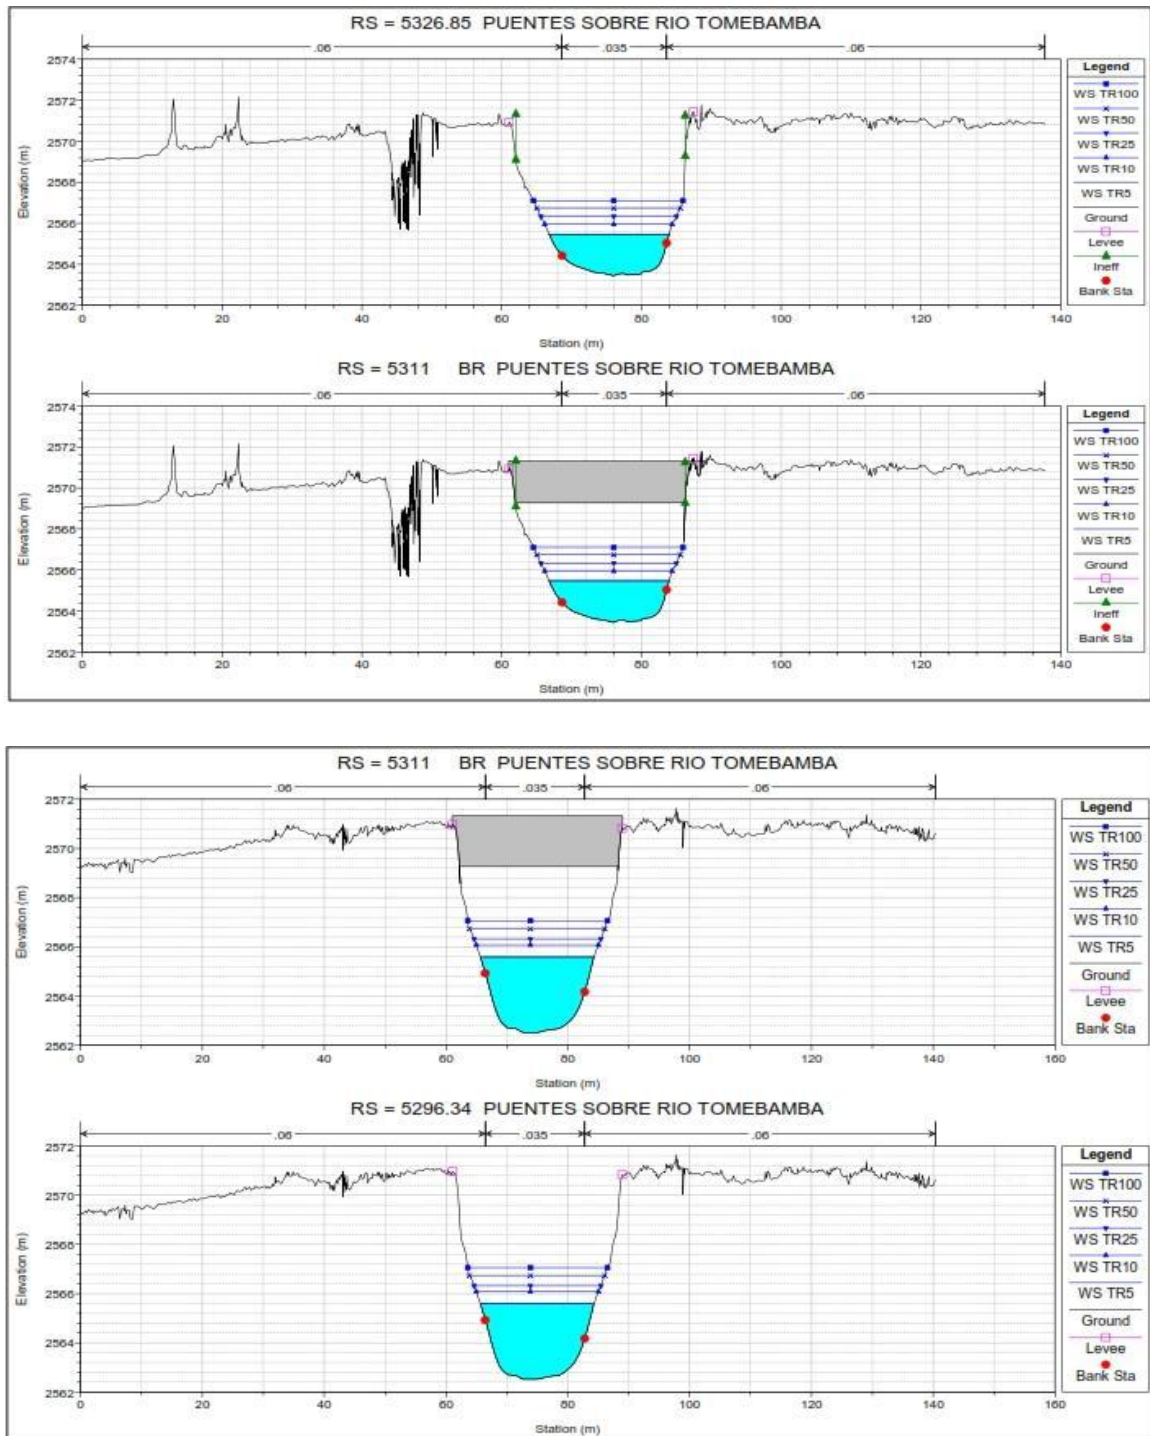 RS = 5326.85 PUENTES SOBRE RIO TOMEBAMBA
.06 .035 .06
Elevation (m)
2574
2572
2570
2568
2566
2564
2562
0 20 40 60 80 100 120 140
Station (m)
Legend
WS TR100
WS TR50
WS TR25
WS TR10
WS TR5
Ground
Levee
Ineff
Bank Sta
RS = 5311 BR PUENTES SOBRE RIO TOMEBAMBA
.06 .035 .06
Elevation (m)
2574
2572
2570
2568
2566
2564
2562
0 20 40 60 80 100 120 140
Station (m)
Legend
WS TR100
WS TR50
WS TR25
WS TR10
WS TR5
Ground
Levee
Ineff
Bank Sta
RS = 5311 BR PUENTES SOBRE RIO TOMEBAMBA
.06 .035 .06
Elevation (m)
2572
2570
2568
2566
2564
2562
0 20 40 60 80 100 120 140 160
Station (m)
Legend
WS TR100
WS TR50
WS TR25
WS TR10
WS TR5
Ground
Levee
Bank Sta
RS = 5296.34 PUENTES SOBRE RIO TOMEBAMBA
.06 .035 .06
Elevation (m)
2572
2570
2568
2566
2564
2562
0 20 40 60 80 100 120 140 160
Station (m)
Legend
WS TR100
WS TR50
WS TR25
WS TR10
WS TR5
Ground
Levee
Bank Sta